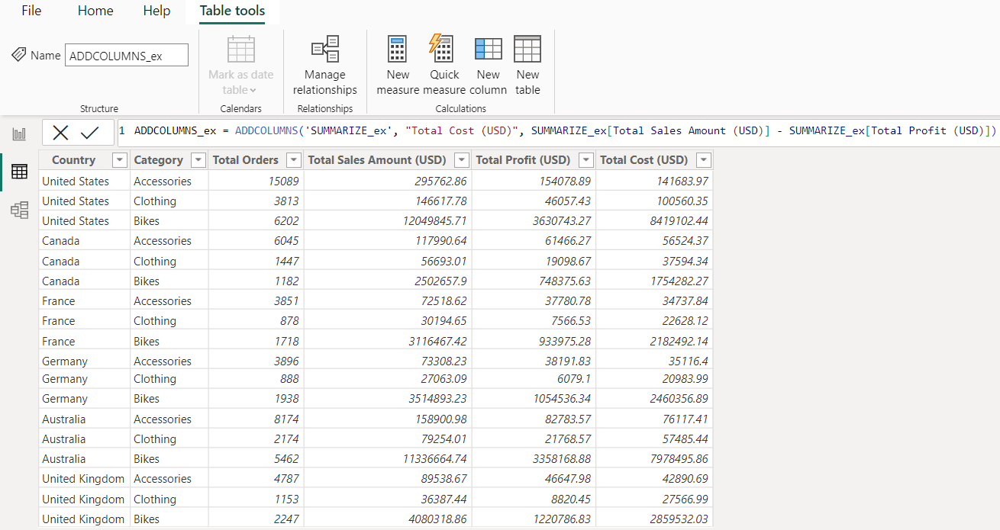 File Home Help Table tools
Name ADDCOLUMNS_ex
Mark as date table
Manage relationships
New measure
Quick measure
New column
New table
Structure Calendars Relationships Calculations
1 ADDCOLUMNS_ex = ADDCOLUMNS('SUMMARIZE_ex', "Total Cost (USD)", SUMMARIZE_ex[Total Sales Amount (USD)] - SUMMARIZE_ex[Total Profit (USD)])
Country Category Total Orders Total Sales Amount (USD) Total Profit (USD) Total Cost (USD)
United States Accessories 15089 295762.86 154078.89 141683.97
United States Clothing 3813 146617.78 46057.43 100560.35
United States Bikes 6202 12049845.71 3630743.27 8419102.44
Canada Accessories 6045 117990.64 61466.27 56524.37
Canada Clothing 1447 56693.01 19098.67 37594.34
Canada Bikes 1182 2502657.9 748375.63 1754282.27
France Accessories 3851 72518.62 37780.78 34737.84
France Clothing 878 30194.65 7566.53 22628.12
France Bikes 1718 3116467.42 933975.28 2182492.14
Germany Accessories 3896 73308.23 38191.83 35116.4
Germany Clothing 888 27063.09 6079.1 20983.99
Germany Bikes 1938 3514893.23 1054536.34 2460356.89
Australia Accessories 8174 158900.98 82783.57 76117.41
Australia Clothing 2174 79254.01 21768.57 57485.44
Australia Bikes 5462 11336664.74 3358168.88 7978495.86
United Kingdom Accessories 4787 89538.67 46647.98 42890.69
United Kingdom Clothing 1153 36387.44 8820.45 27566.99
United Kingdom Bikes 2247 4080318.86 1220786.83 2859532.03